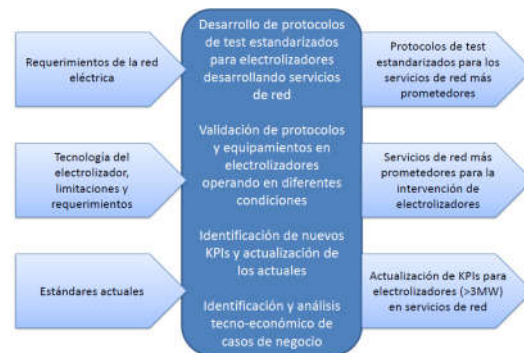 Requerimientos de la red
eléctrica
Tecnología del
electrolizador,
limitaciones y
requerimientos
Estándares actuales
Desarrollo de protocolos
de test estandarizados
para electrolizadores
desarrollando servicios
de red
Validación de protocolos
y equipamientos en
electrolizadores
operando en diferentes
condiciones
Identificación de nuevos
KPIs y actualización de
los actuales
Identificación y análisis
tecno-económico de
casos de negocio
Protocolos de test
estandarizados para los
servicios de red más
prometedores
Servicios de red más
prometedores para la
intervención de
electrolizadores
Actualización de KPIs para
electrolizadores (>3MW)
en servicios de red